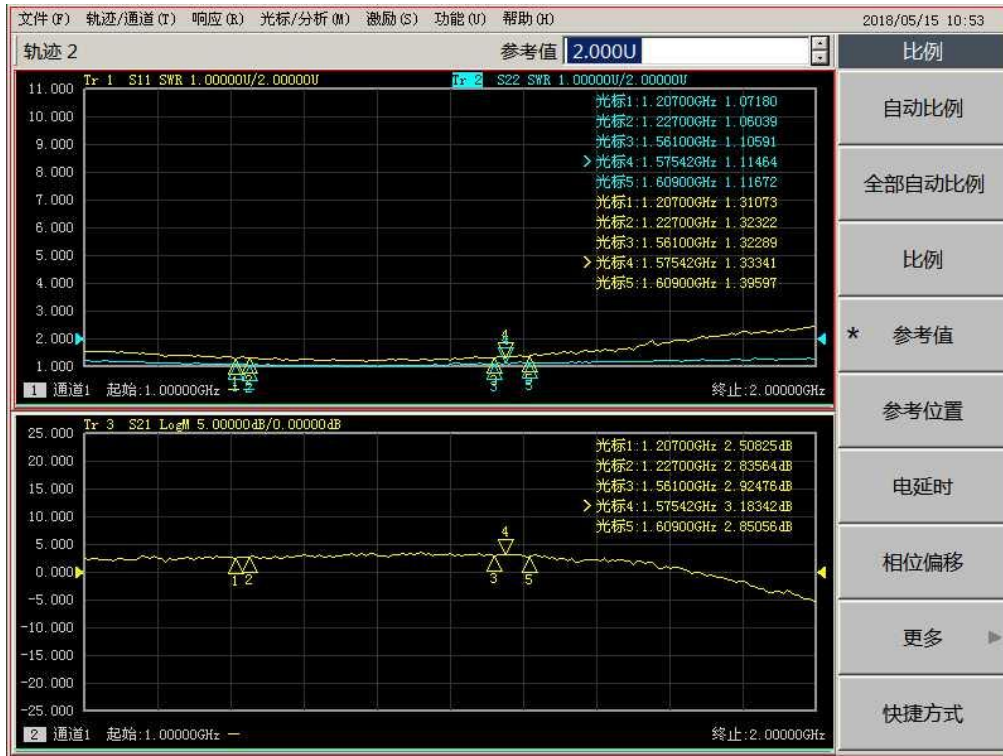 文件(F) 轨迹/通道(T) 响应(R) 光标/分析(M) 激励(S) 功能(U) 帮助(H) 2018/05/15 10:53
轨迹 2 参考值 2.000U
比例
Tr 1 S11 SWR 1.00000U/2.00000U Tr 2 S22 SWR 1.00000U/2.00000U
11.000
10.000
9.000
8.000
7.000
6.000
5.000
4.000
3.000
2.000
1.000
光标1:1.20700GHz 1.07180
光标2:1.22700GHz 1.06039
光标3:1.56100GHz 1.10591
>光标4:1.57542GHz 1.11464
光标5:1.60900GHz 1.11672
光标1:1.20700GHz 1.31073
光标2:1.22700GHz 1.32322
光标3:1.56100GHz 1.32289
>光标4:1.57542GHz 1.33341
光标5:1.60900GHz 1.39597
4
1 2 3 5
1 通道1 起始:1.00000GHz 终止:2.00000GHz
Tr 3 S21 LogM 5.00000dB/0.00000dB
25.000
20.000
15.000
10.000
5.000
0.000
-5.000
-10.000
-15.000
-20.000
-25.000
光标1:1.20700GHz 2.50825dB
光标2:1.22700GHz 2.83564dB
光标3:1.56100GHz 2.92476dB
>光标4:1.57542GHz 3.18342dB
光标5:1.60900GHz 2.85056dB
4
1 2 3 5
2 通道1 起始:1.00000GHz 终止:2.00000GHz
自动比例
全部自动比例
比例
* 参考值
参考位置
电延时
相位偏移
更多
快捷方式